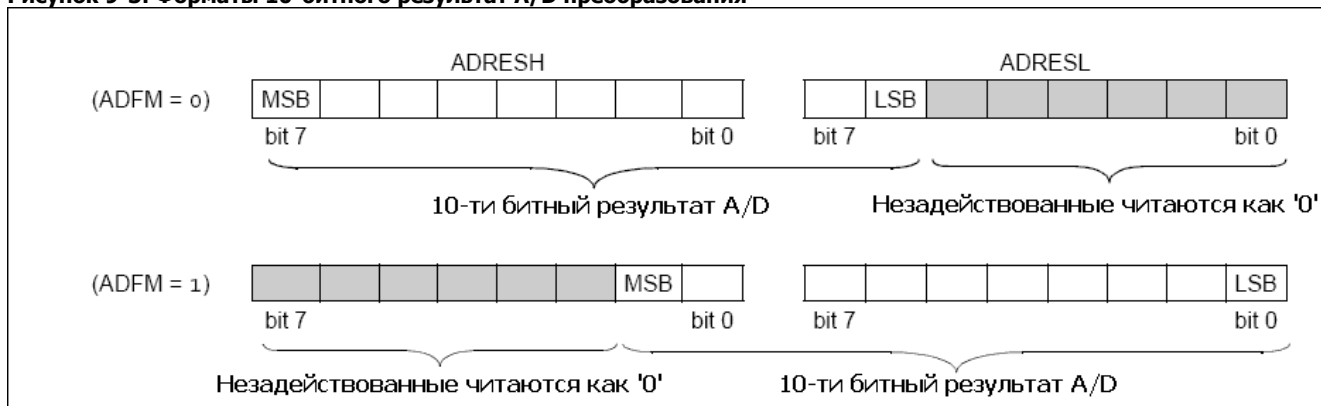 Рисунок 9-3. Форматы 10-битного результат A/D преобразования
ADRESH ADRESL
(ADFM = 0) MSB LSB
bit 7 bit 0 bit 7 bit 0
10-ти битный результат A/D Незадействованные читаются как '0'
(ADFM = 1) MSB LSB
bit 7 bit 0 bit 7 bit 0
Незадействованные читаются как '0' 10-ти битный результат A/D